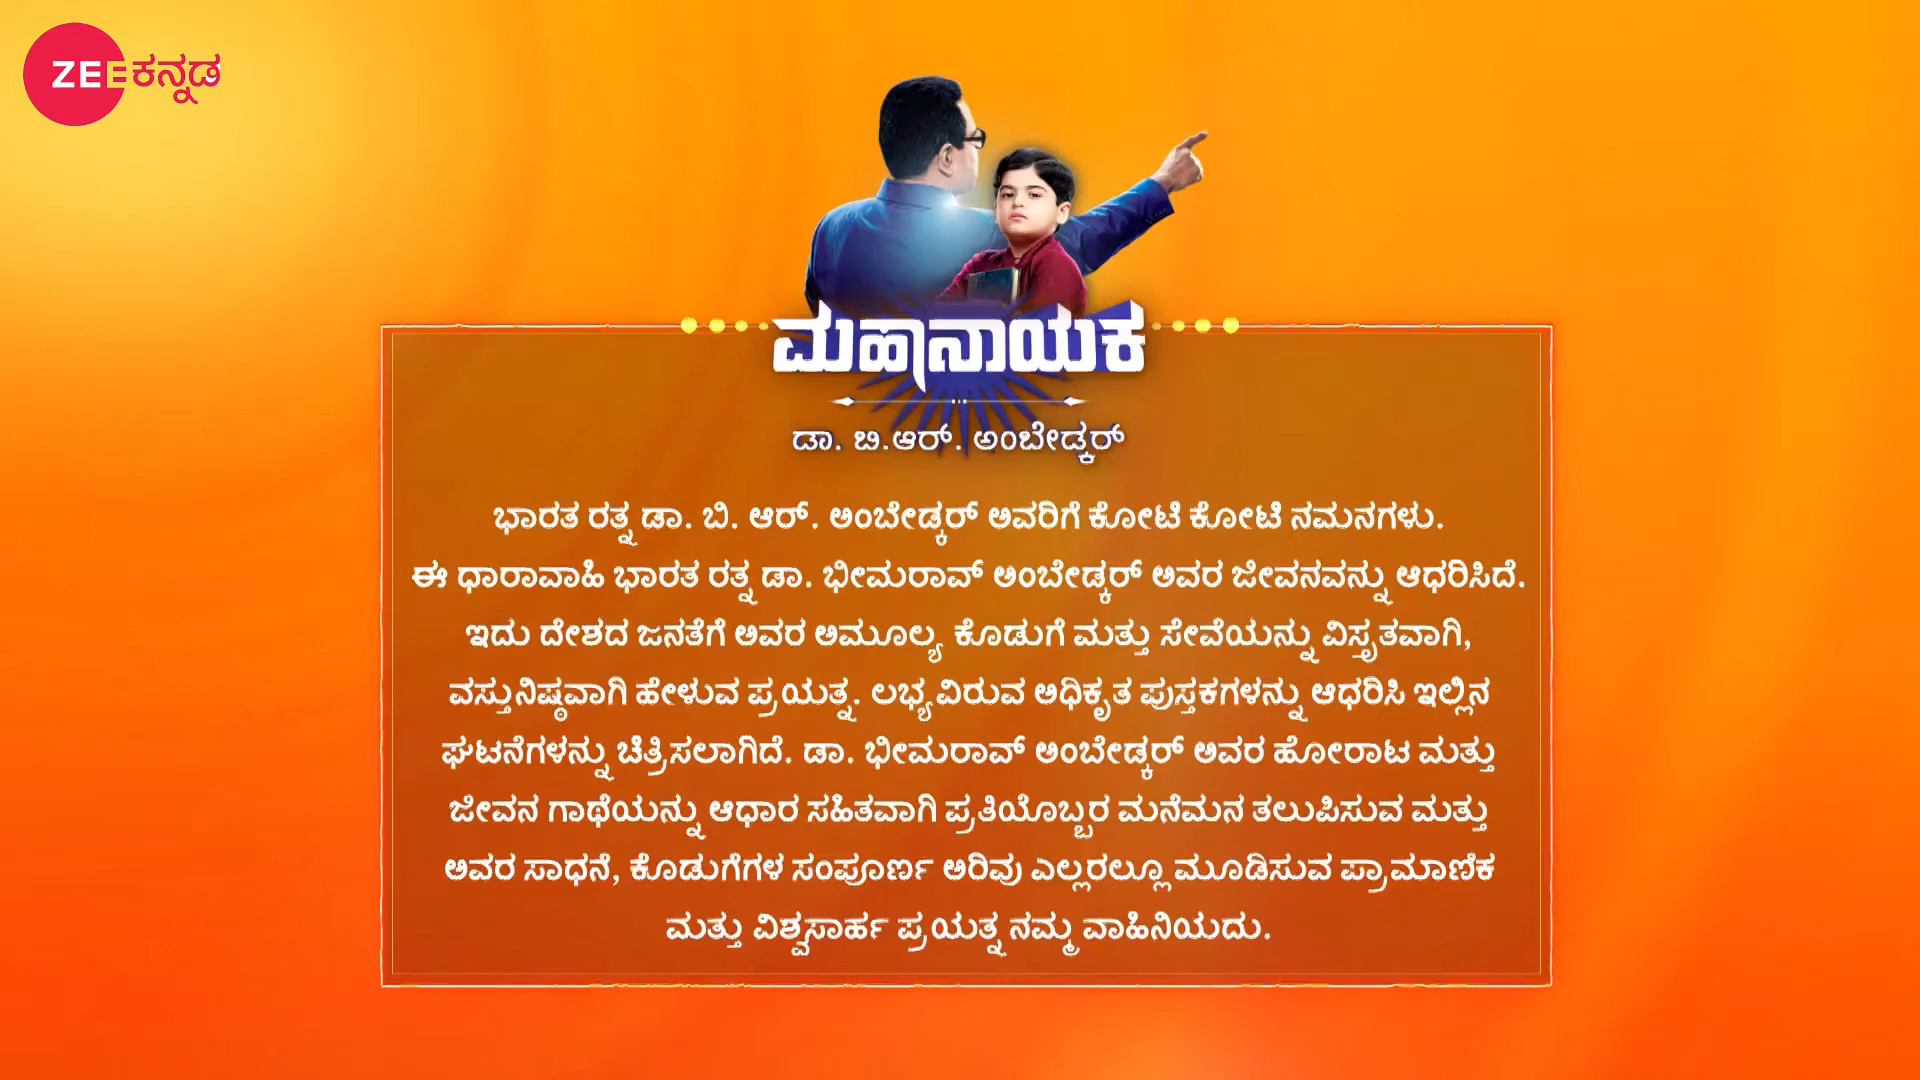 ZEE ಕನ್ನಡ
ಮಹಾನಾಯಕ
ಡಾ. ಬಿ.ಆರ್. ಅಂಬೇಡ್ಕರ್
ಭಾರತ ರತ್ನ ಡಾ. ಬಿ. ಆರ್. ಅಂಬೇಡ್ಕರ್ ಅವರಿಗೆ ಕೋಟಿ ಕೋಟಿ ನಮನಗಳು.
ಈ ಧಾರಾವಾಹಿ ಭಾರತ ರತ್ನ ಡಾ. ಭೀಮರಾವ್ ಅಂಬೇಡ್ಕರ್ ಅವರ ಜೀವನವನ್ನು ಆಧರಿಸಿದೆ.
ಇದು ದೇಶದ ಜನತೆಗೆ ಅವರ ಅಮೂಲ್ಯ ಕೊಡುಗೆ ಮತ್ತು ಸೇವೆಯನ್ನು ವಿಸ್ತೃತವಾಗಿ,
ವಸ್ತುನಿಷ್ಠವಾಗಿ ಹೇಳುವ ಪ್ರಯತ್ನ. ಲಭ್ಯವಿರುವ ಅಧಿಕೃತ ಪುಸ್ತಕಗಳನ್ನು ಆಧರಿಸಿ ಇಲ್ಲಿನ
ಘಟನೆಗಳನ್ನು ಚಿತ್ರಿಸಲಾಗಿದೆ. ಡಾ. ಭೀಮರಾವ್ ಅಂಬೇಡ್ಕರ್ ಅವರ ಹೋರಾಟ ಮತ್ತು
ಜೀವನ ಗಾಥೆಯನ್ನು ಆಧಾರ ಸಹಿತವಾಗಿ ಪ್ರತಿಯೊಬ್ಬರ ಮನೆಮನ ತಲುಪಿಸುವ ಮತ್ತು
ಅವರ ಸಾಧನೆ, ಕೊಡುಗೆಗಳ ಸಂಪೂರ್ಣ ಅರಿವು ಎಲ್ಲರಲ್ಲೂ ಮೂಡಿಸುವ ಪ್ರಾಮಾಣಿಕ
ಮತ್ತು ವಿಶ್ವಸಾರ್ಹ ಪ್ರಯತ್ನ ನಮ್ಮ ವಾಹಿನಿಯದು.